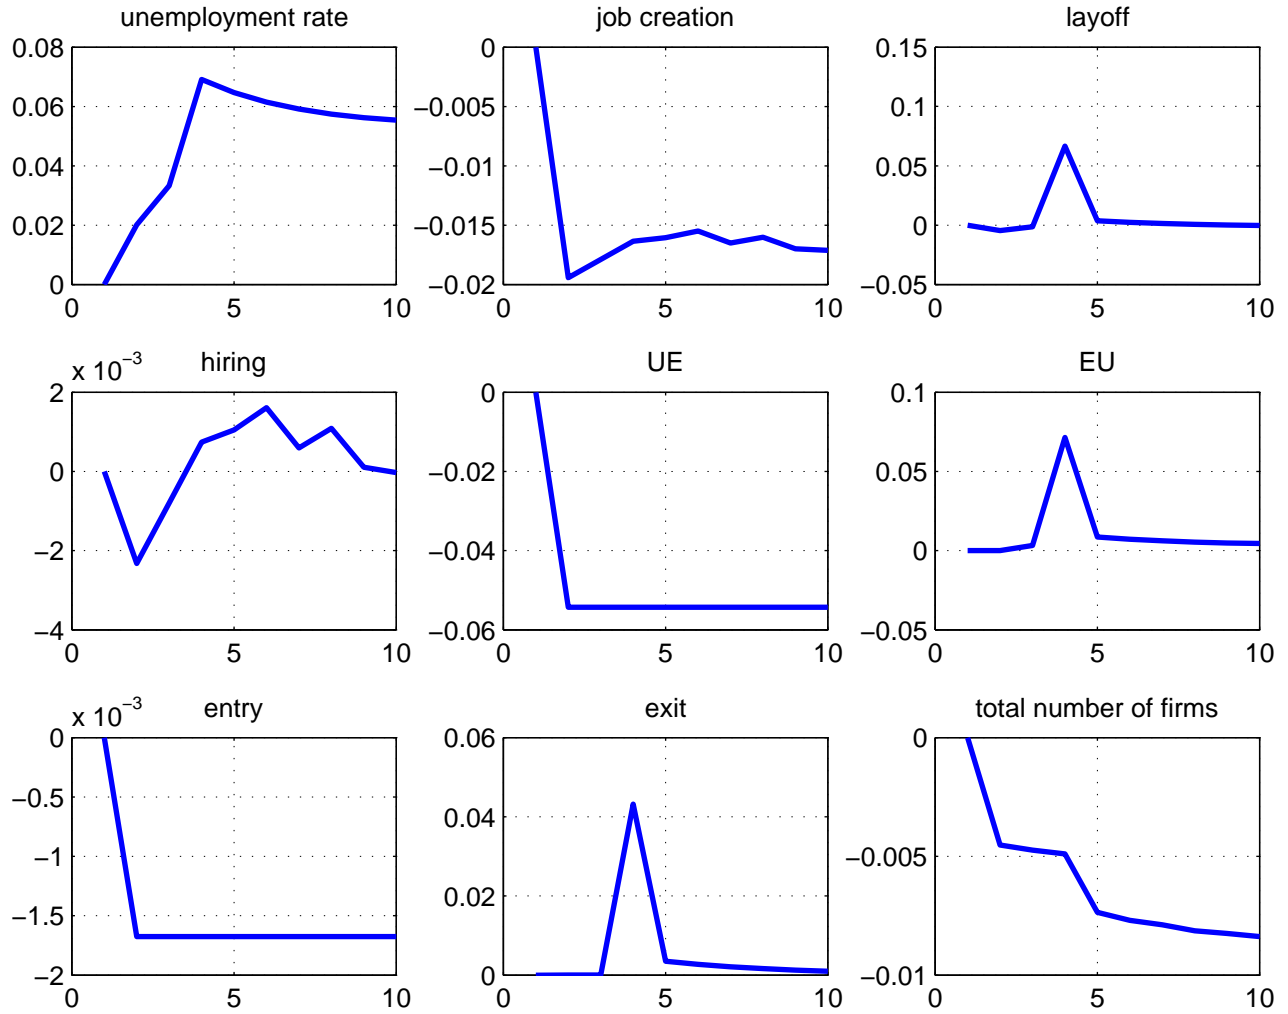 unemployment rate
0.08
0.06
0.04
0.02
0
0 5 10
job creation
0
−0.005
−0.01
−0.015
−0.02
0 5 10
layoff
0.15
0.1
0.05
0
−0.05
0 5 10
hiring
x 10⁻³
2
0
−2
−4
0 5 10
UE
0
−0.02
−0.04
−0.06
0 5 10
EU
0.1
0.05
0
−0.05
0 5 10
entry
x 10⁻³
0
−0.5
−1
−1.5
−2
0 5 10
exit
0.06
0.04
0.02
0
0 5 10
total number of firms
0
−0.005
−0.01
0 5 10